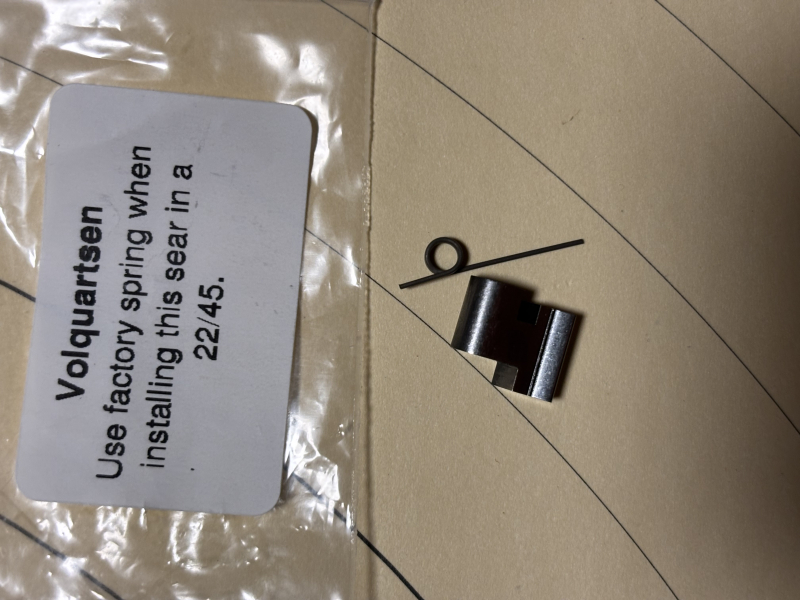 Volquartsen
Use factory spring when
installing this sear in a
22/45.